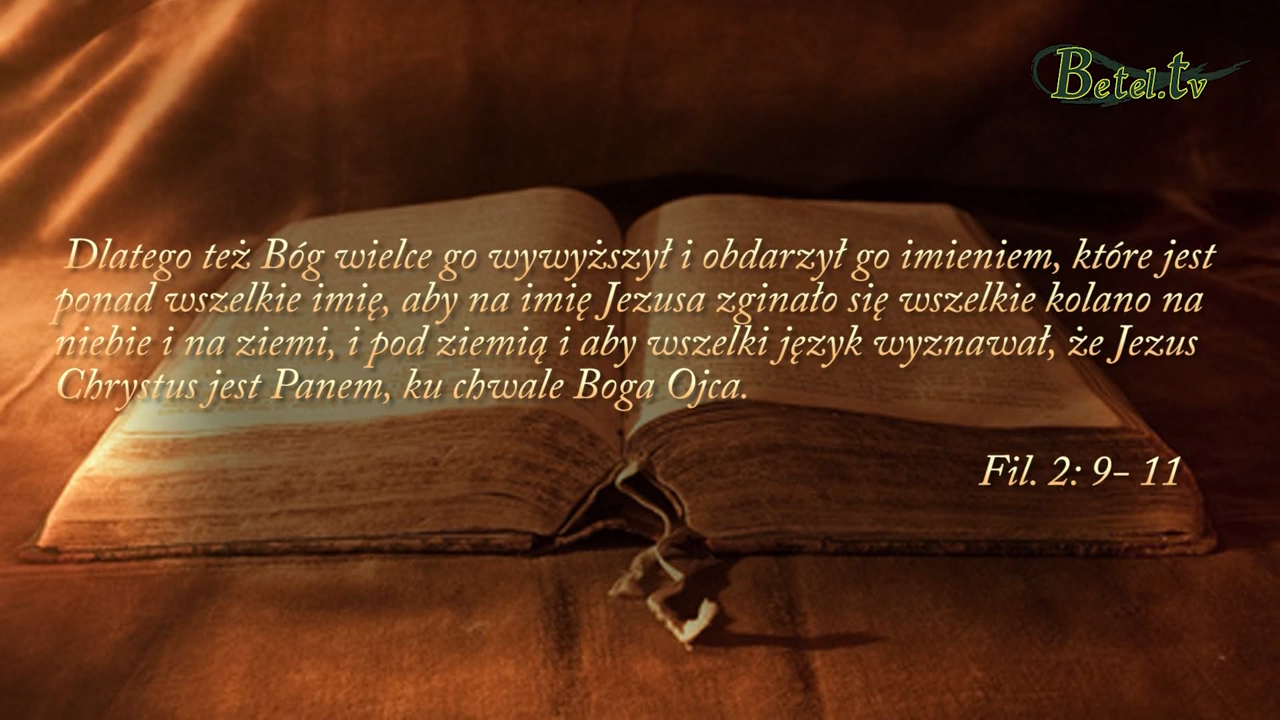 Betel.tv
Dlatego też Bóg wielce go wywyższył i obdarzył go imieniem, które jest
ponad wszelkie imię, aby na imię Jezusa zginało się wszelkie kolano na
niebie i na ziemi, i pod ziemią i aby wszelki język wyznawał, że Jezus
Chrystus jest Panem, ku chwale Boga Ojca.
Fil. 2: 9– 11